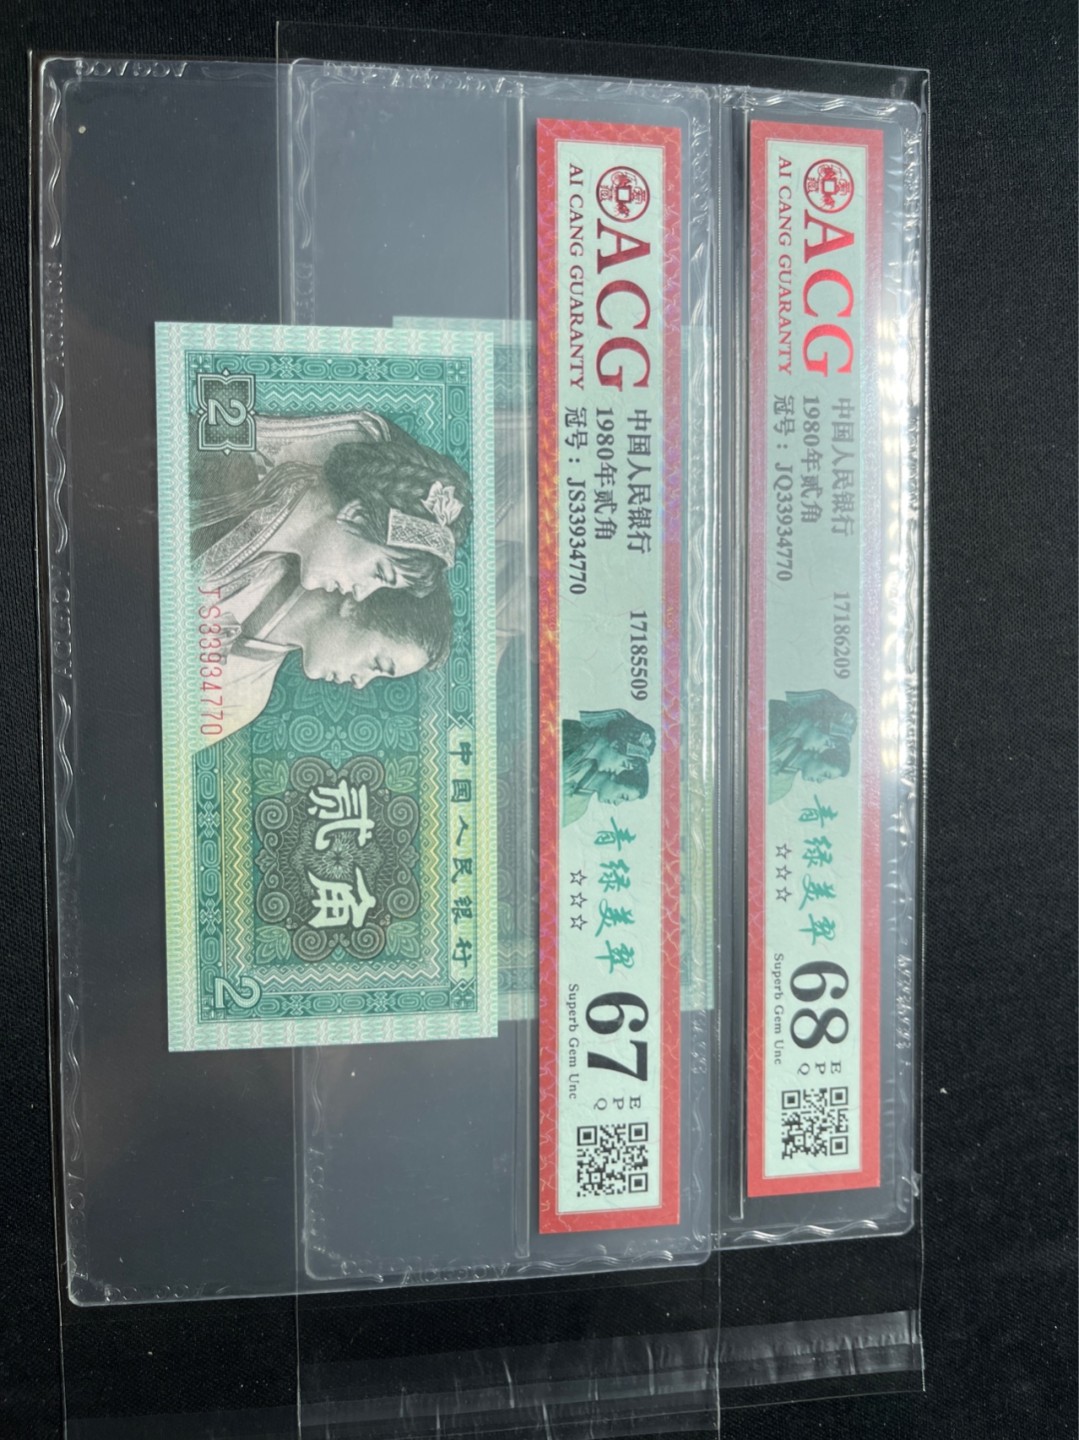 ACG
AI CANG GUARANTY
中国人民银行 17186209
1980年贰角
冠号：JQ33934770
青绿美翠
☆☆☆
68 EPQ
Superb Gem Unc
ACG
AI CANG GUARANTY
中国人民银行 17185509
1980年贰角
冠号：JS33934770
青绿美翠
☆☆☆
67 EPQ
Superb Gem Unc
中国人民银行
贰角
2
JS33934770
2